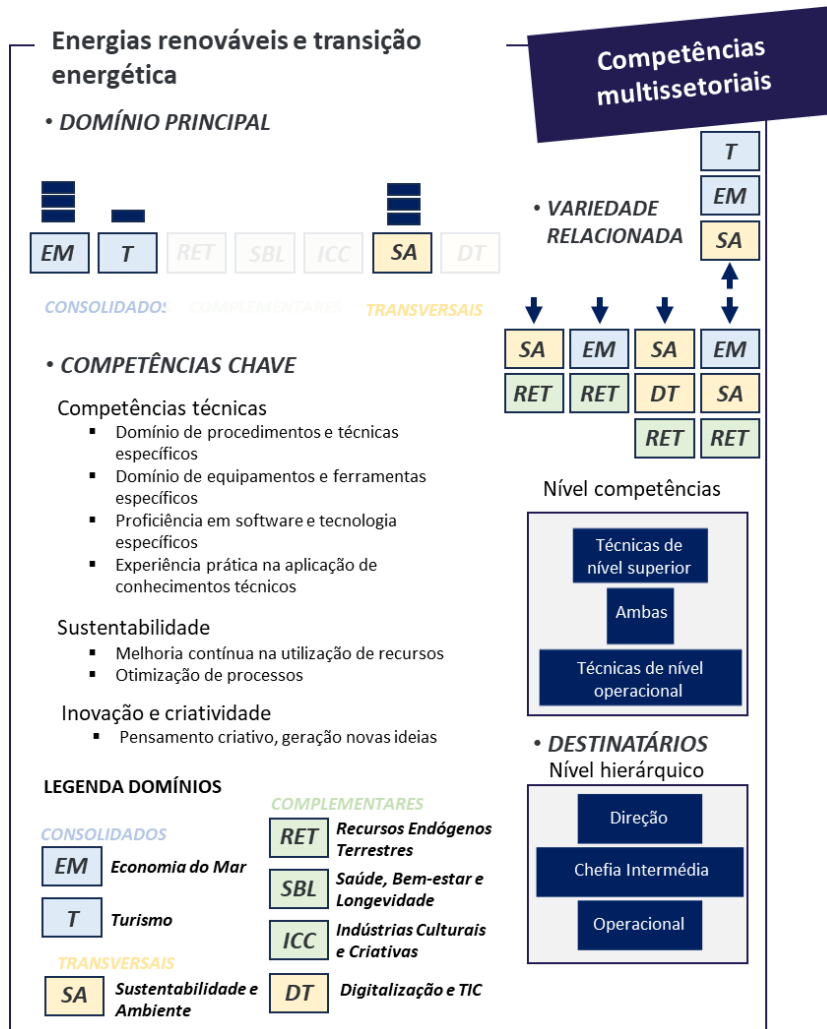 Energias renováveis e transição
energética
Competências
multissetoriais
• DOMÍNIO PRINCIPAL
EM T RET SBL ICC SA DT
CONSOLIDADOS COMPLEMENTARES TRANSVERSAIS
• VARIEDADE
RELACIONADA
T
EM
SA
SA EM SA EM
RET RET DT SA
RET RET
• COMPETÊNCIAS CHAVE
Competências técnicas
▪ Domínio de procedimentos e técnicas
específicos
▪ Domínio de equipamentos e ferramentas
específicos
▪ Proficiência em software e tecnologia
específicos
▪ Experiência prática na aplicação de
conhecimentos técnicos
Sustentabilidade
▪ Melhoria contínua na utilização de recursos
▪ Otimização de processos
Inovação e criatividade
▪ Pensamento criativo, geração novas ideias
Nível competências
Técnicas de
nível superior
Ambas
Técnicas de nível
operacional
• DESTINATÁRIOS
Nível hierárquico
Direção
Chefia Intermédia
Operacional
LEGENDA DOMÍNIOS
CONSOLIDADOS
EM Economia do Mar
T Turismo
TRANSVERSAIS
SA Sustentabilidade e
Ambiente
COMPLEMENTARES
RET Recursos Endógenos
Terrestres
SBL Saúde, Bem-estar e
Longevidade
ICC Indústrias Culturais
e Criativas
DT Digitalização e TIC